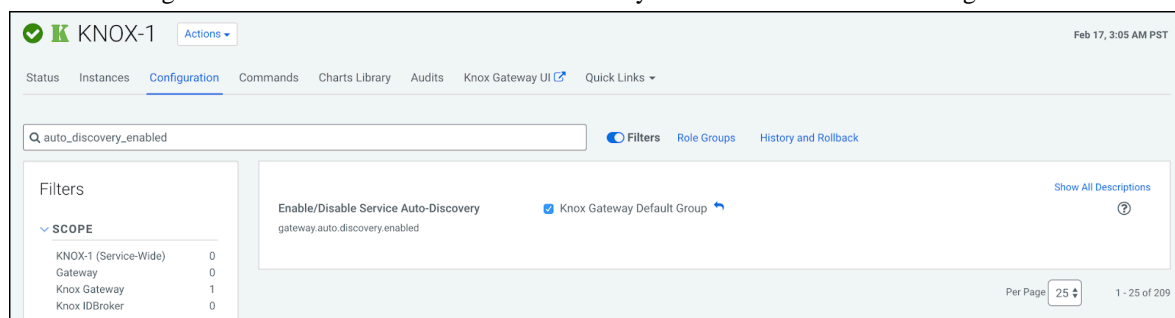 KNOX-1 Actions Feb 17, 3:05 AM PST
Status Instances Configuration Commands Charts Library Audits Knox Gateway UI Quick Links
auto_discovery_enabled Filters Role Groups History and Rollback
Filters
Show All Descriptions
Enable/Disable Service Auto-Discovery Knox Gateway Default Group
gateway.auto.discovery.enabled
SCOPE
KNOX-1 (Service-Wide) 0
Gateway 0
Knox Gateway 1
Knox IDBroker 0
Per Page 25 1 - 25 of 209